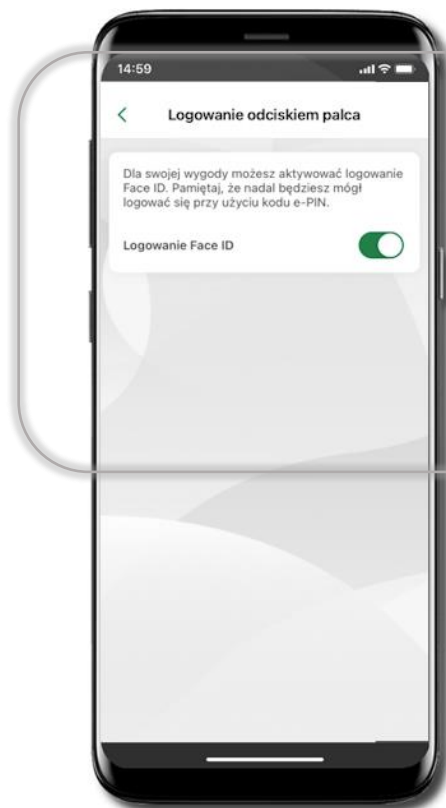 14:59
Logowanie odciskiem palca
Dla swojej wygody możesz aktywować logowanie
Face ID. Pamiętaj, że nadal będziesz mógł
logować się przy użyciu kodu e-PIN.
Logowanie Face ID